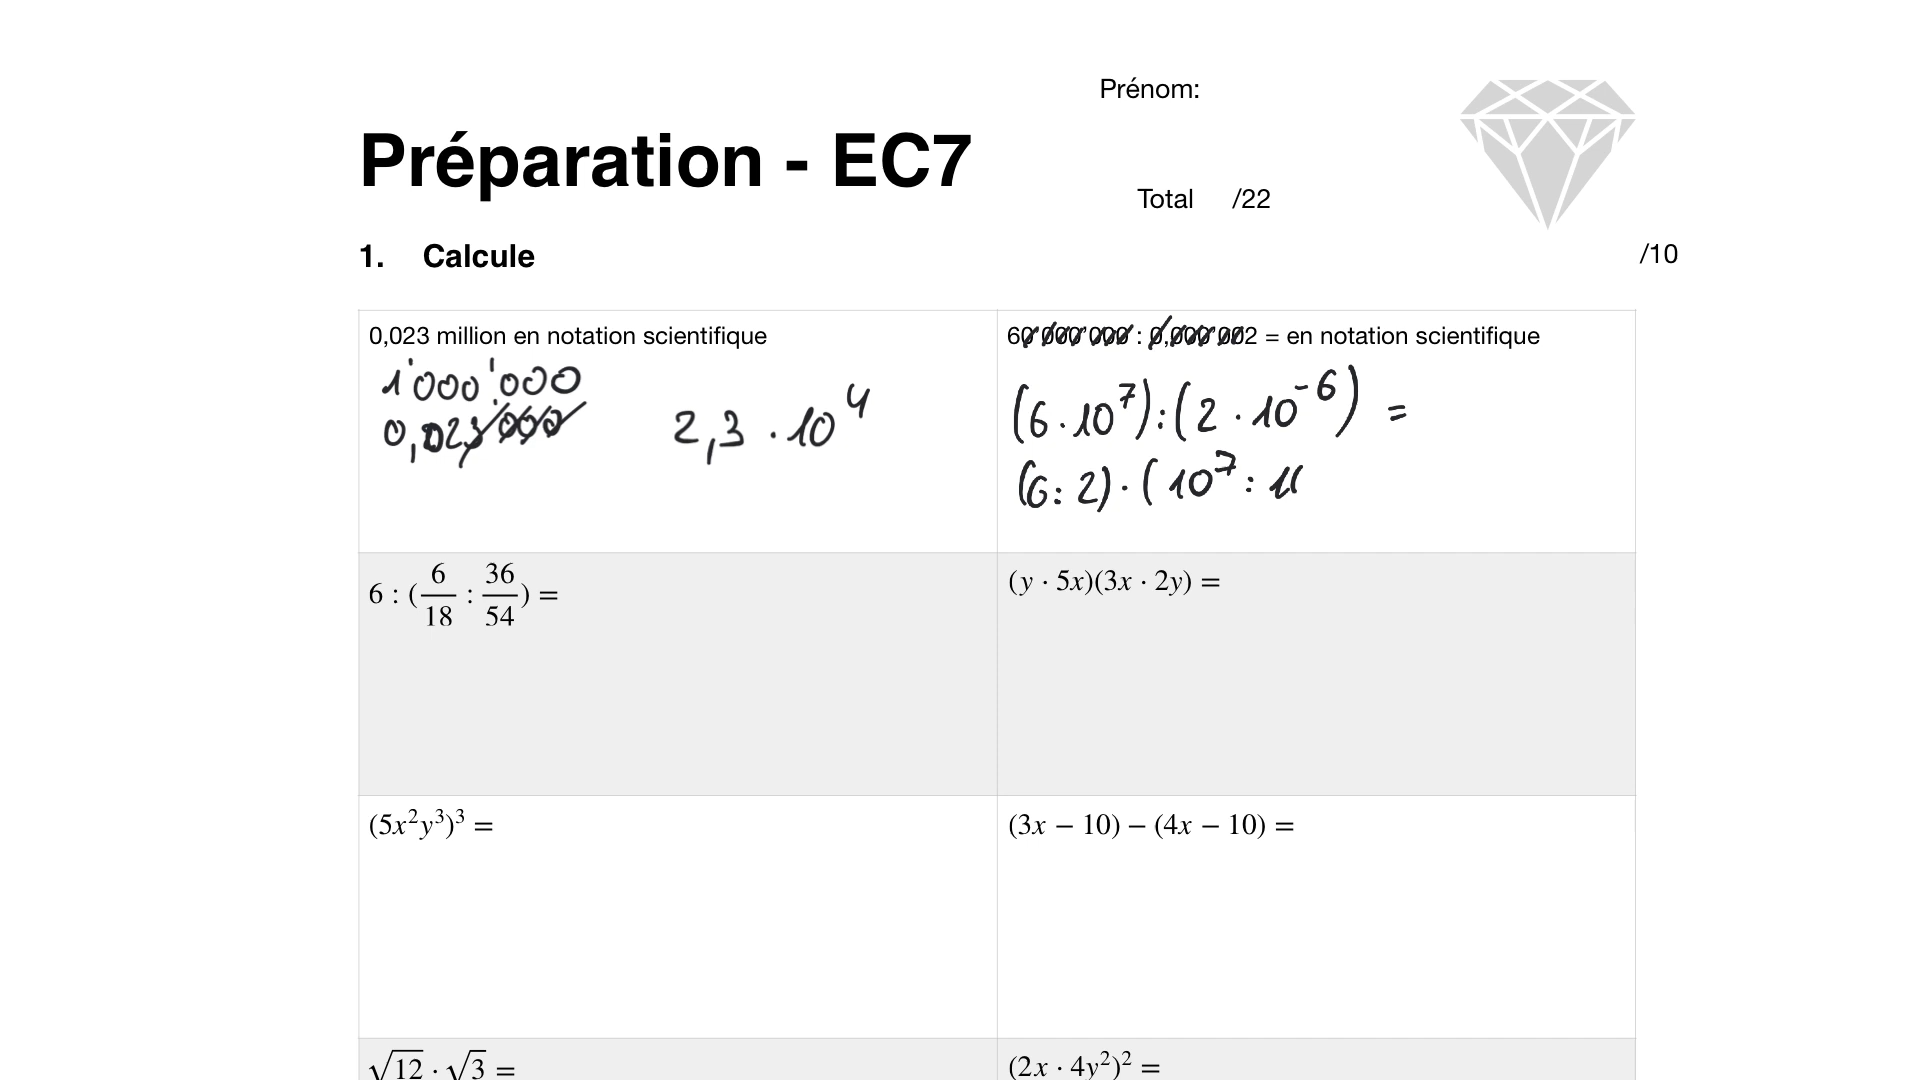 Prénom:
Préparation - EC7
Total /22
1. Calcule /10
0,023 million en notation scientifique
1'000'000
0,023'000
2,3 · 10⁴
60'000'000 : 0,000'002 = en notation scientifique
(6 · 10⁷) : (2 · 10⁻⁶) =
(6 : 2) · (10⁷ : 1
6 : (6/18 : 36/54) =
(y · 5x)(3x · 2y) =
(5x²y³)³ =
(3x − 10) − (4x − 10) =
√12 · √3 =
(2x · 4y²)² =